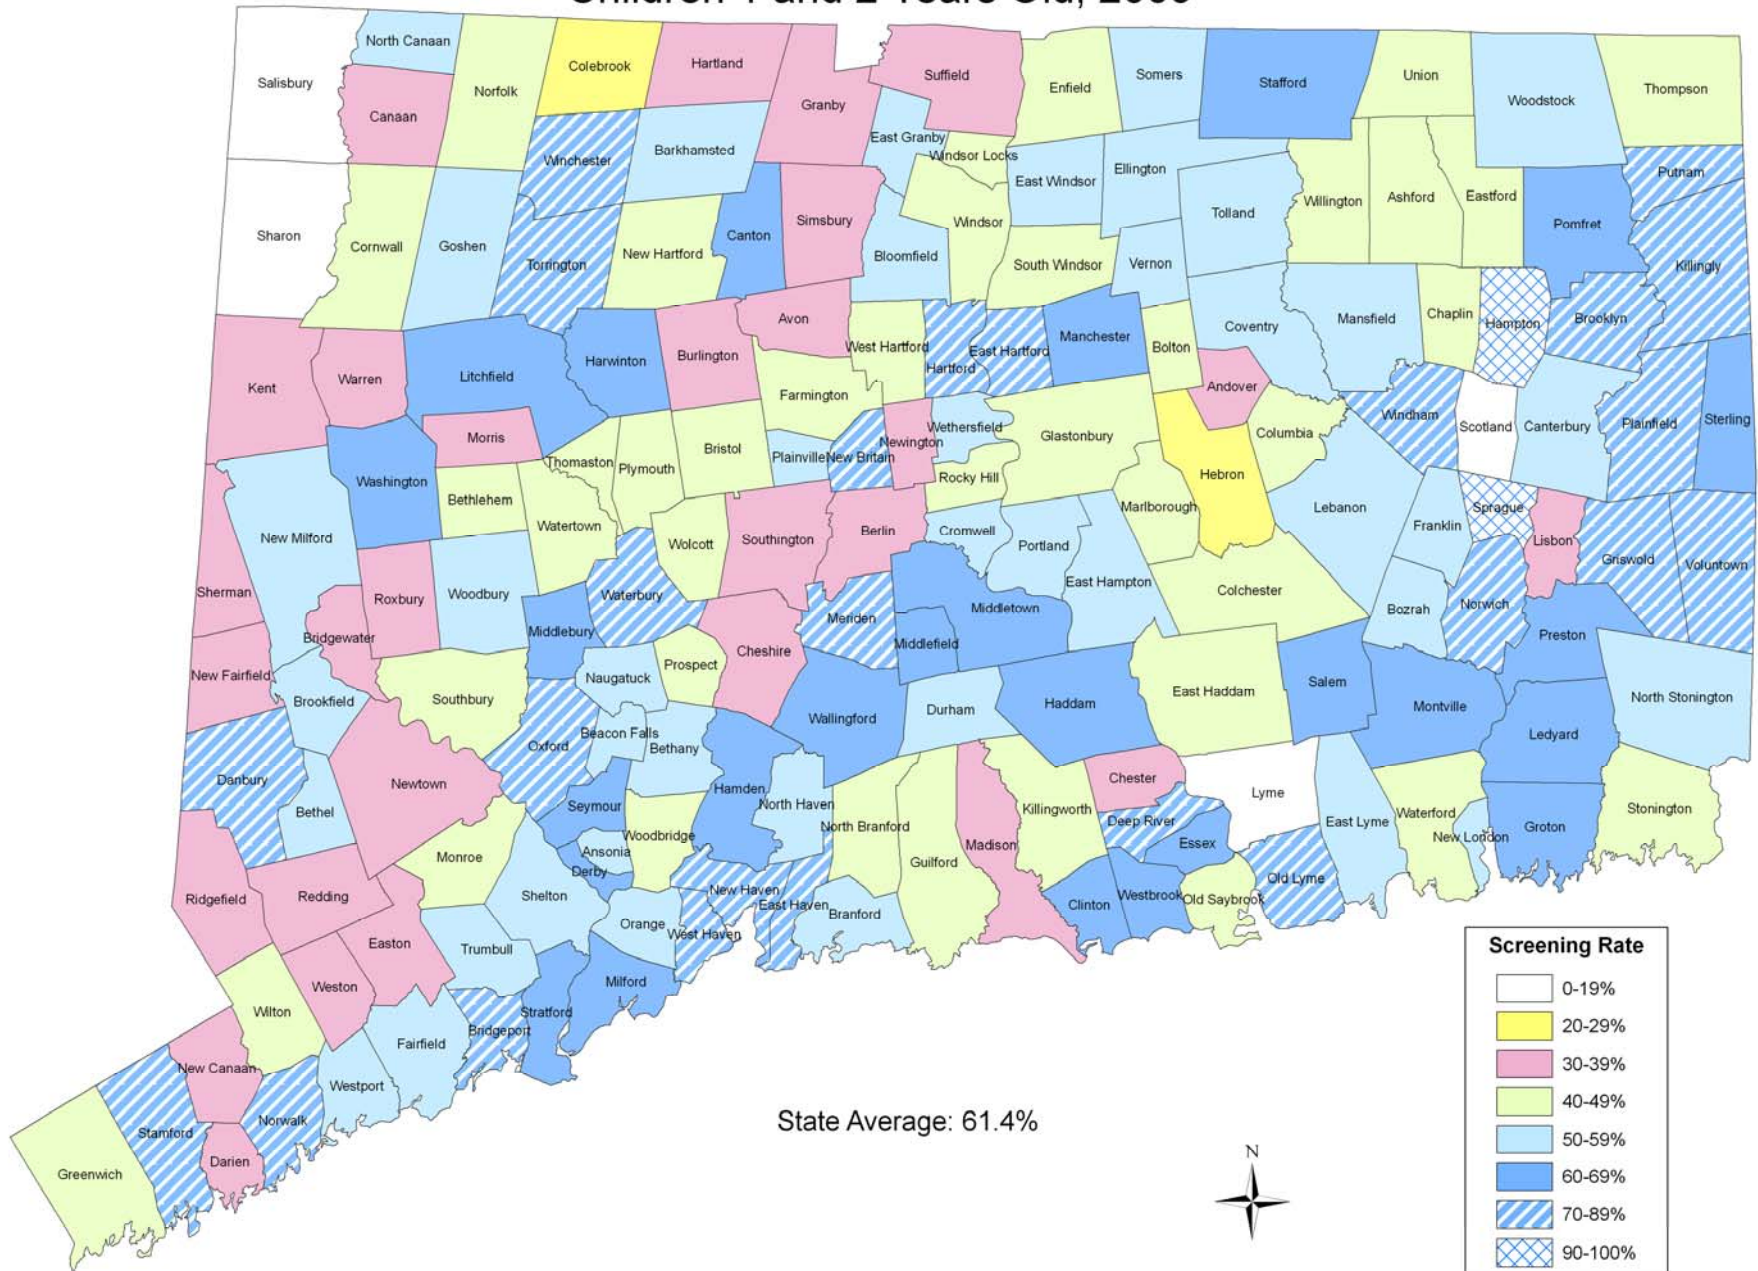 North Canaan
Salisbury
Colebrook
Hartland
Norfolk
Canaan
Granby
Suffield
Enfield
Somers
Stafford
Union
Woodstock
Thompson
East Granby
Windsor Locks
Winchester
Barkhamsted
East Windsor
Ellington
Putnam
Sharon
Cornwall
Goshen
Torrington
New Hartford
Canton
Simsbury
Bloomfield
Windsor
South Windsor
Vernon
Tolland
Willington
Ashford
Eastford
Pomfret
Killingly
Kent
Warren
Litchfield
Harwinton
Burlington
Avon
West Hartford
Hartford
East Hartford
Manchester
Bolton
Coventry
Mansfield
Chaplin
Hampton
Brooklyn
Andover
Farmington
Morris
Washington
Bethlehem
Thomaston
Plymouth
Bristol
Plainville
New Britain
Newington
Wethersfield
Rocky Hill
Glastonbury
Marlborough
Hebron
Columbia
Windham
Scotland
Canterbury
Plainfield
Sterling
New Milford
Watertown
Wolcott
Southington
Berlin
Cromwell
Portland
East Hampton
Lebanon
Franklin
Sprague
Lisbon
Griswold
Voluntown
Sherman
Bridgewater
Roxbury
Woodbury
Middlebury
Waterbury
Cheshire
Meriden
Middletown
Middlefield
Colchester
Bozrah
Norwich
Preston
New Fairfield
Brookfield
Southbury
Naugatuck
Prospect
Wallingford
Durham
Haddam
East Haddam
Salem
Montville
Ledyard
North Stonington
Danbury
Bethel
Newtown
Oxford
Beacon Falls
Bethany
Seymour
Hamden
North Haven
North Branford
Guilford
Madison
Killingworth
Chester
Deep River
Essex
Lyme
East Lyme
Waterford
New London
Groton
Stonington
Ridgefield
Redding
Monroe
Shelton
Ansonia
Derby
Woodbridge
New Haven
East Haven
Branford
Clinton
Westbrook
Old Saybrook
Old Lyme
Easton
Weston
Trumbull
Orange
West Haven
Wilton
Fairfield
Bridgeport
Stratford
Milford
New Canaan
Westport
Stamford
Norwalk
Darien
Greenwich
State Average: 61.4%
N
Screening Rate
0-19%
20-29%
30-39%
40-49%
50-59%
60-69%
70-89%
90-100%